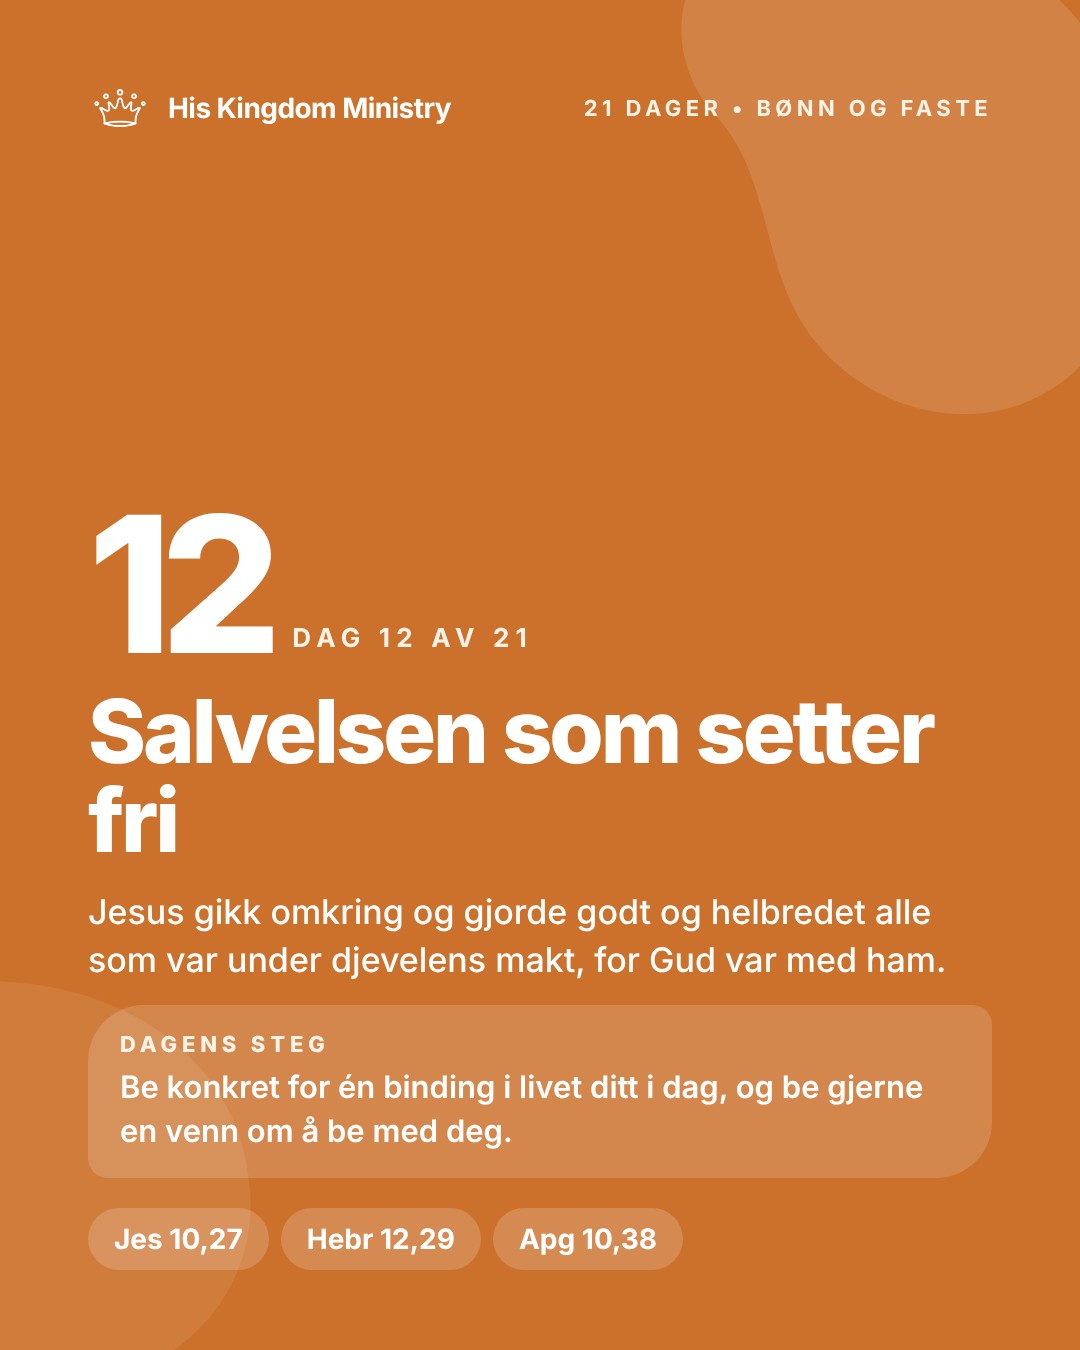 His Kingdom Ministry
21 DAGER • BØNN OG FASTE
12
DAG 12 AV 21
Salvelsen som setter
fri
Jesus gikk omkring og gjorde godt og helbredet alle
som var under djevelens makt, for Gud var med ham.
DAGENS STEG
Be konkret for én binding i livet ditt i dag, og be gjerne
en venn om å be med deg.
Jes 10,27
Hebr 12,29
Apg 10,38